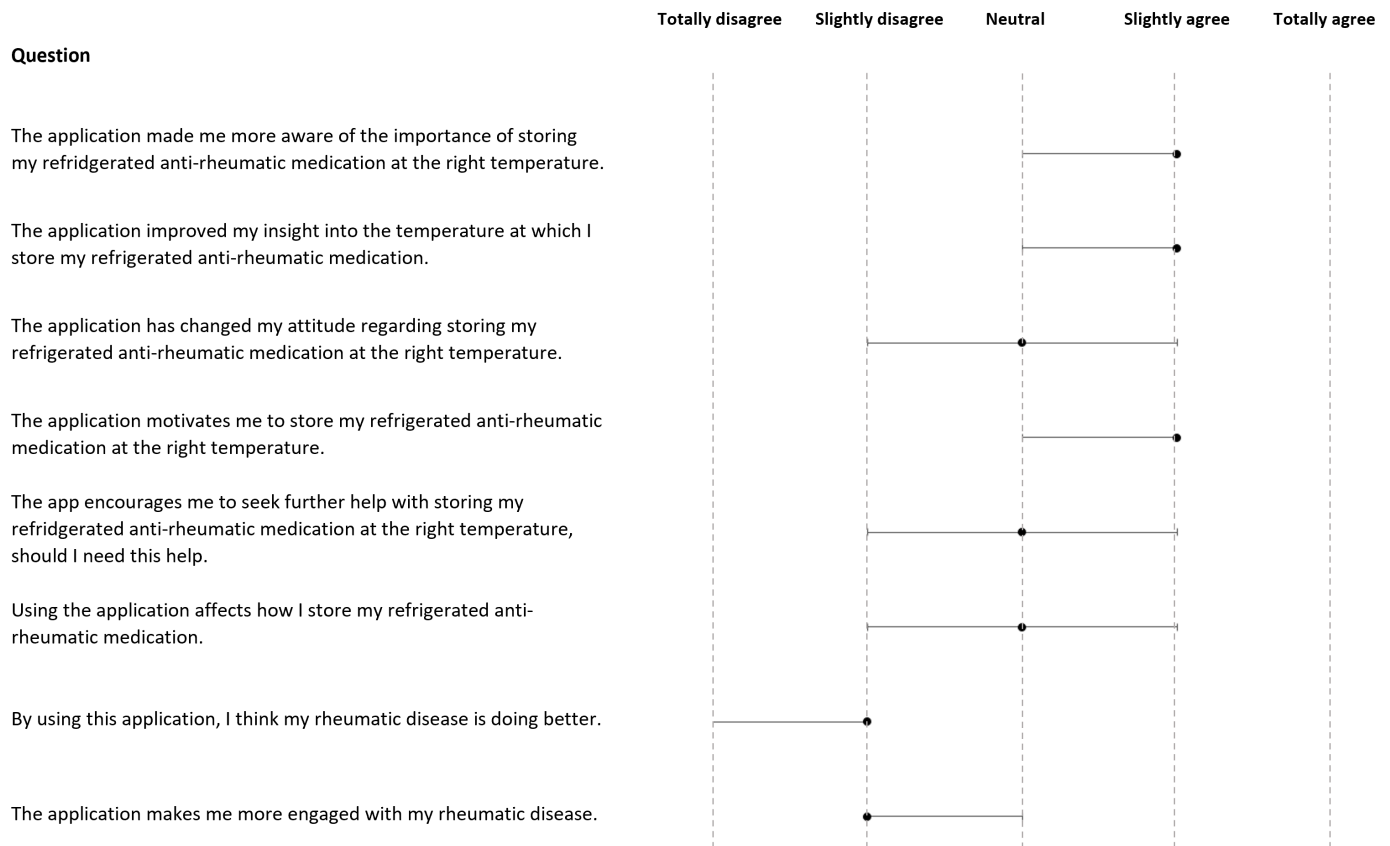 Totally disagree Slightly disagree Neutral Slightly agree Totally agree
Question
The application made me more aware of the importance of storing
my refridgerated anti-rheumatic medication at the right temperature.
The application improved my insight into the temperature at which I
store my refrigerated anti-rheumatic medication.
The application has changed my attitude regarding storing my
refrigerated anti-rheumatic medication at the right temperature.
The application motivates me to store my refrigerated anti-rheumatic
medication at the right temperature.
The app encourages me to seek further help with storing my
refridgerated anti-rheumatic medication at the right temperature,
should I need this help.
Using the application affects how I store my refrigerated anti-
rheumatic medication.
By using this application, I think my rheumatic disease is doing better.
The application makes me more engaged with my rheumatic disease.